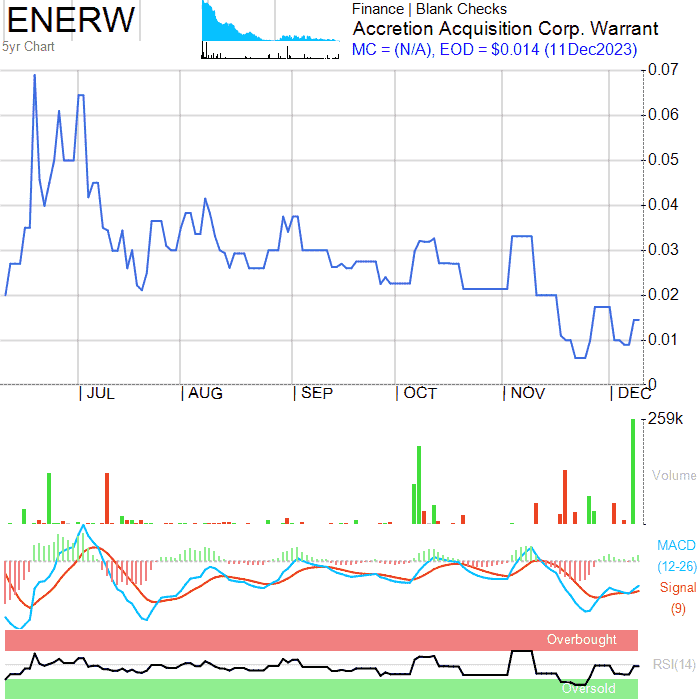 ENERW
5yr Chart
Finance | Blank Checks
Accretion Acquisition Corp. Warrant
MC = (N/A), EOD = $0.014 (11Dec2023)
0.07
0.06
0.05
0.04
0.03
0.02
0.01
0
JUL
AUG
SEP
OCT
NOV
DEC
259k
Volume
MACD
(12-26)
Signal
(9)
Overbought
RSI(14)
Oversold